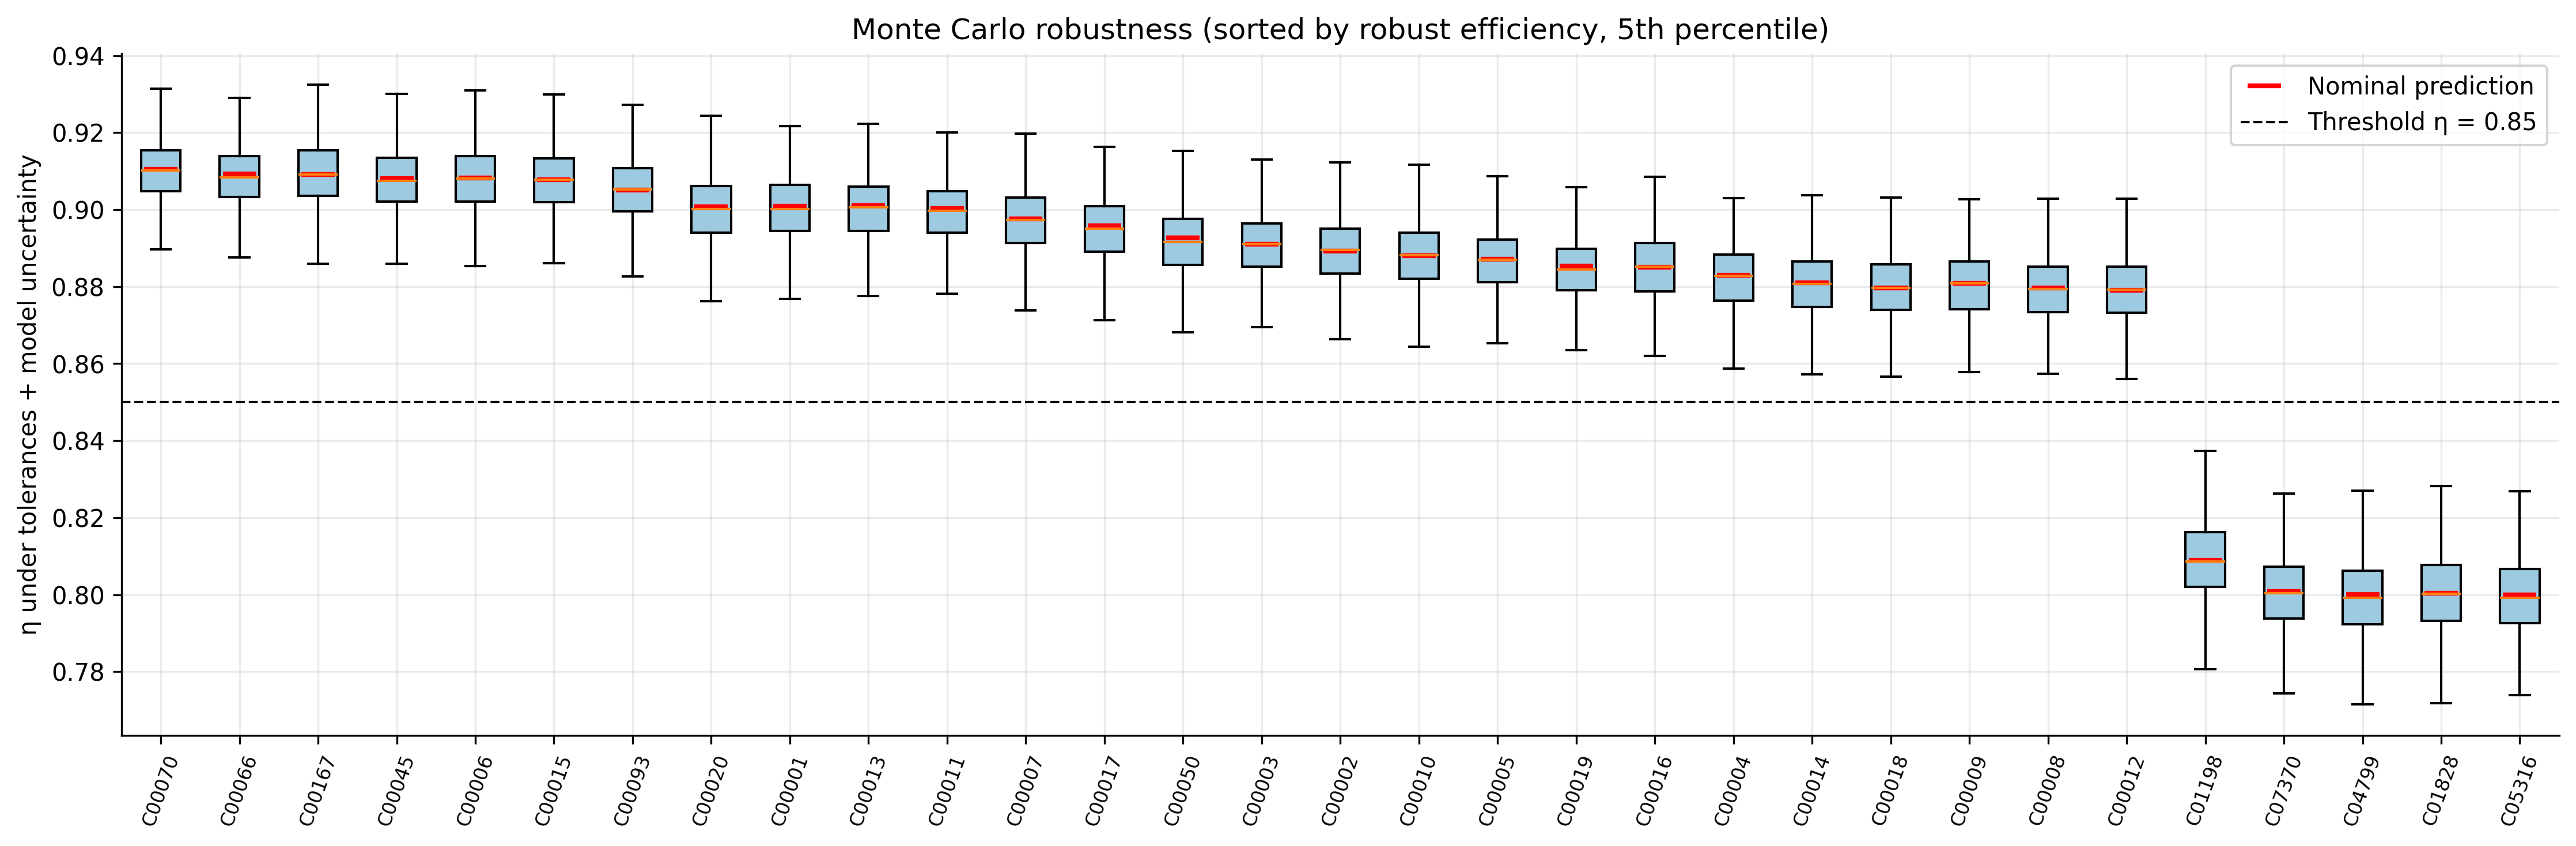 Monte Carlo robustness (sorted by robust efficiency, 5th percentile)
η under tolerances + model uncertainty
0.94
0.92
0.90
0.88
0.86
0.84
0.82
0.80
0.78
Nominal prediction
Threshold η = 0.85
C00070
C00066
C00167
C00045
C00006
C00015
C00093
C00020
C00001
C00013
C00011
C00007
C00017
C00050
C00003
C00002
C00010
C00005
C00019
C00016
C00004
C00014
C00018
C00009
C00008
C00012
C01198
C07370
C04799
C01828
C05316